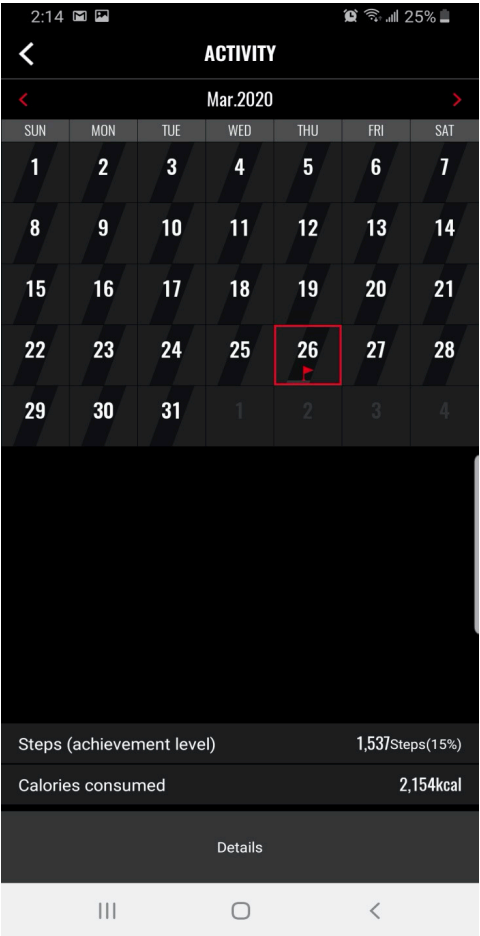 2:14 25%
ACTIVITY
Mar.2020
SUN MON TUE WED THU FRI SAT
1 2 3 4 5 6 7
8 9 10 11 12 13 14
15 16 17 18 19 20 21
22 23 24 25 26 27 28
29 30 31 1 2 3 4
Steps (achievement level) 1,537Steps(15%)
Calories consumed 2,154kcal
Details